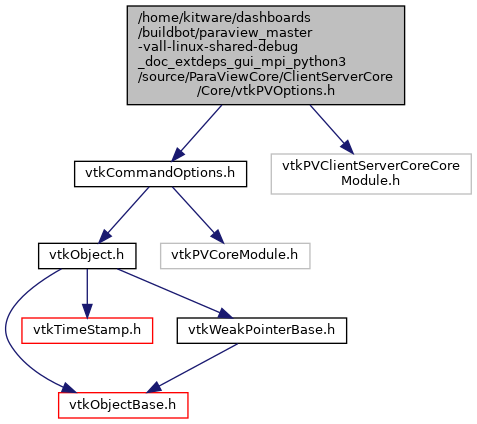 /home/kitware/dashboards
/buildbot/paraview_master
-vall-linux-shared-debug
_doc_extdeps_gui_mpi_python3
/source/ParaViewCore/ClientServerCore
/Core/vtkPVOptions.h
vtkCommandOptions.h
vtkPVClientServerCoreCore
Module.h
vtkObject.h
vtkPVCoreModule.h
vtkTimeStamp.h
vtkWeakPointerBase.h
vtkObjectBase.h